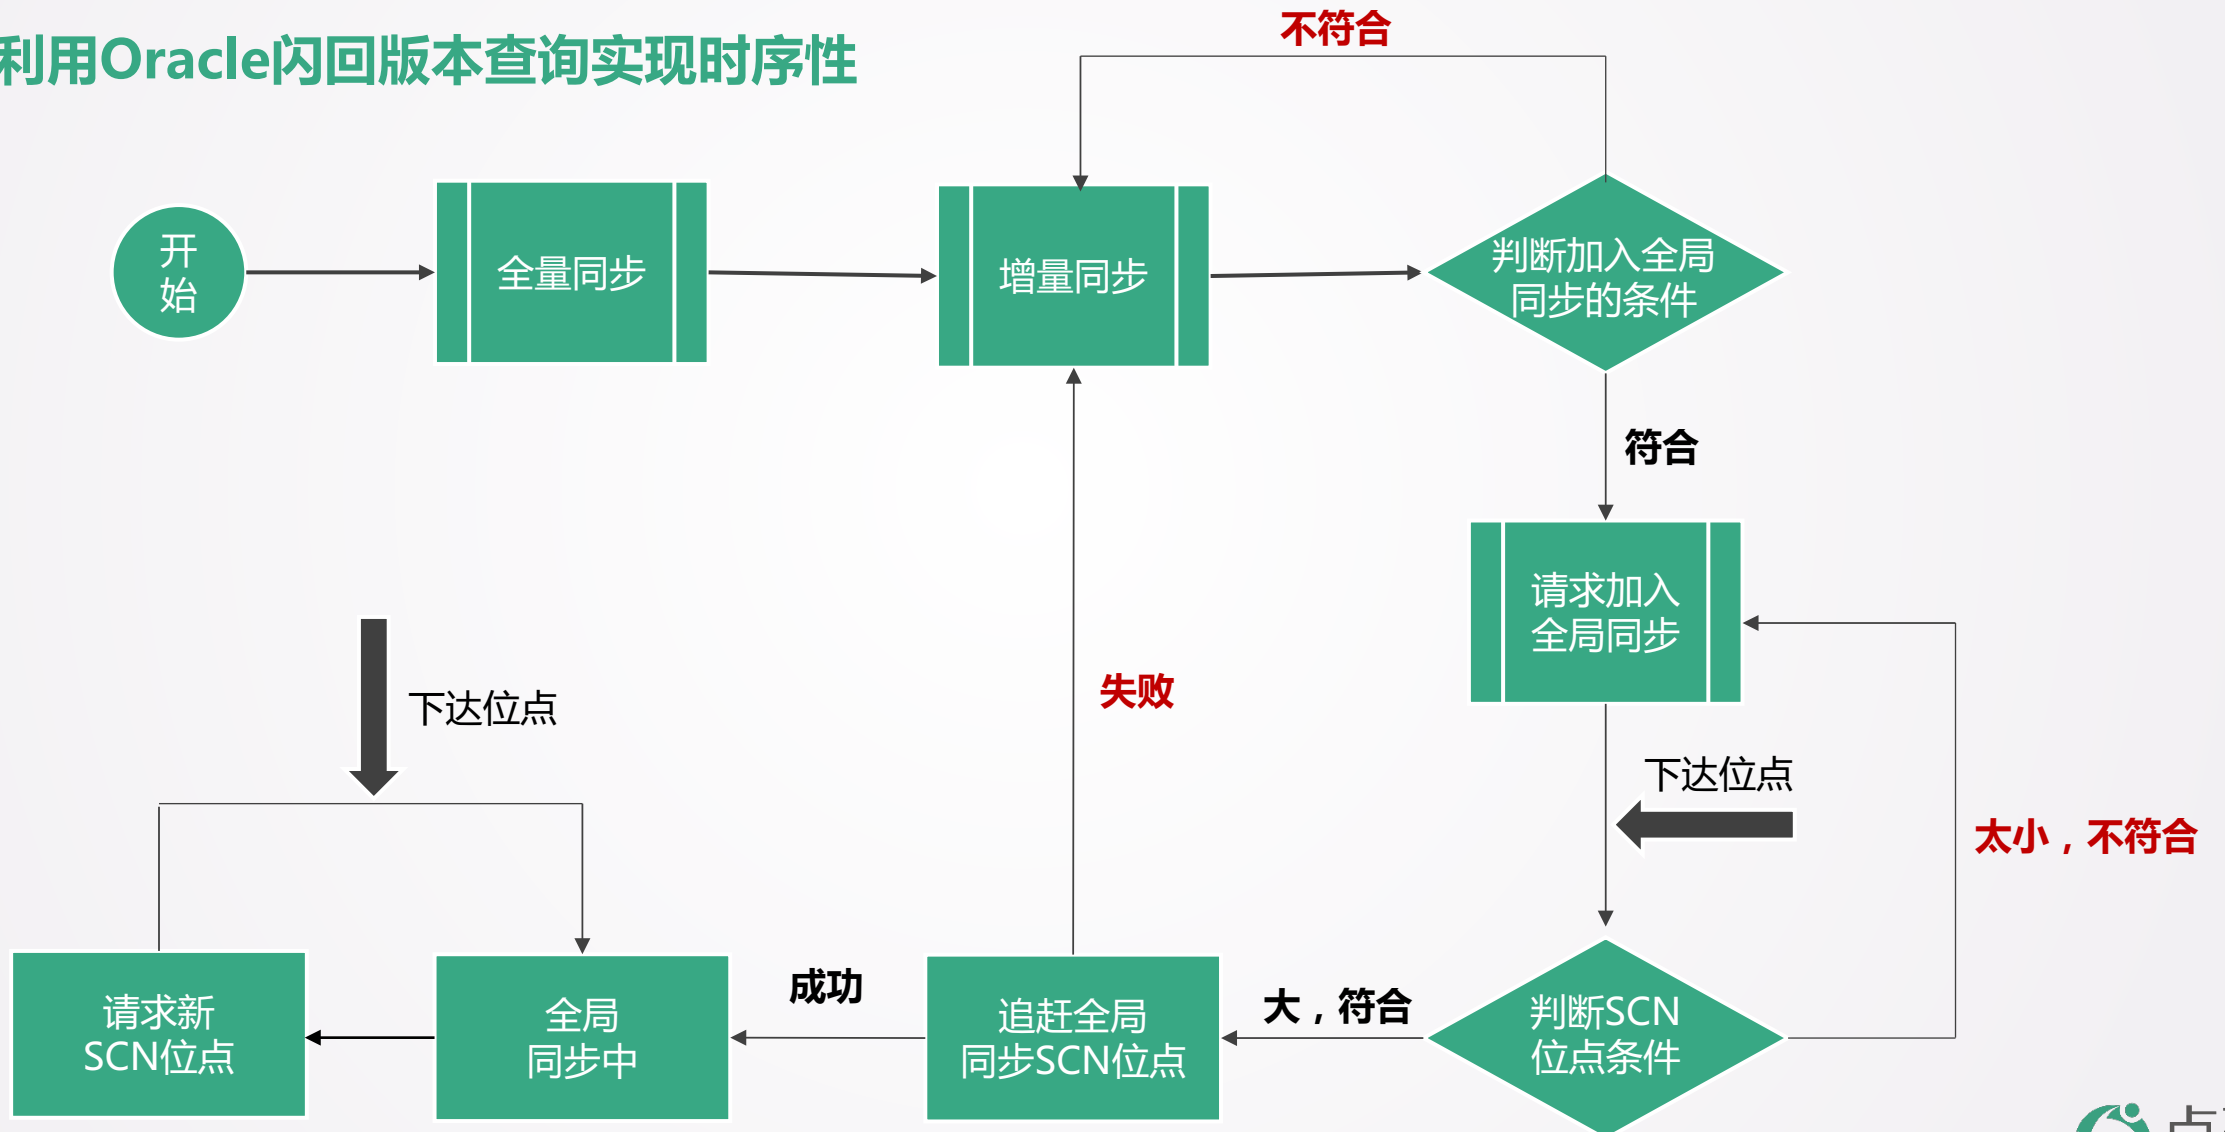 利用Oracle闪回版本查询实现时序性
不符合
开
始
全量同步
增量同步
判断加入全局
同步的条件
符合
请求加入
全局同步
下达位点
失败
下达位点
太小，不符合
请求新
SCN位点
全局
同步中
成功
追赶全局
同步SCN位点
大，符合
判断SCN
位点条件